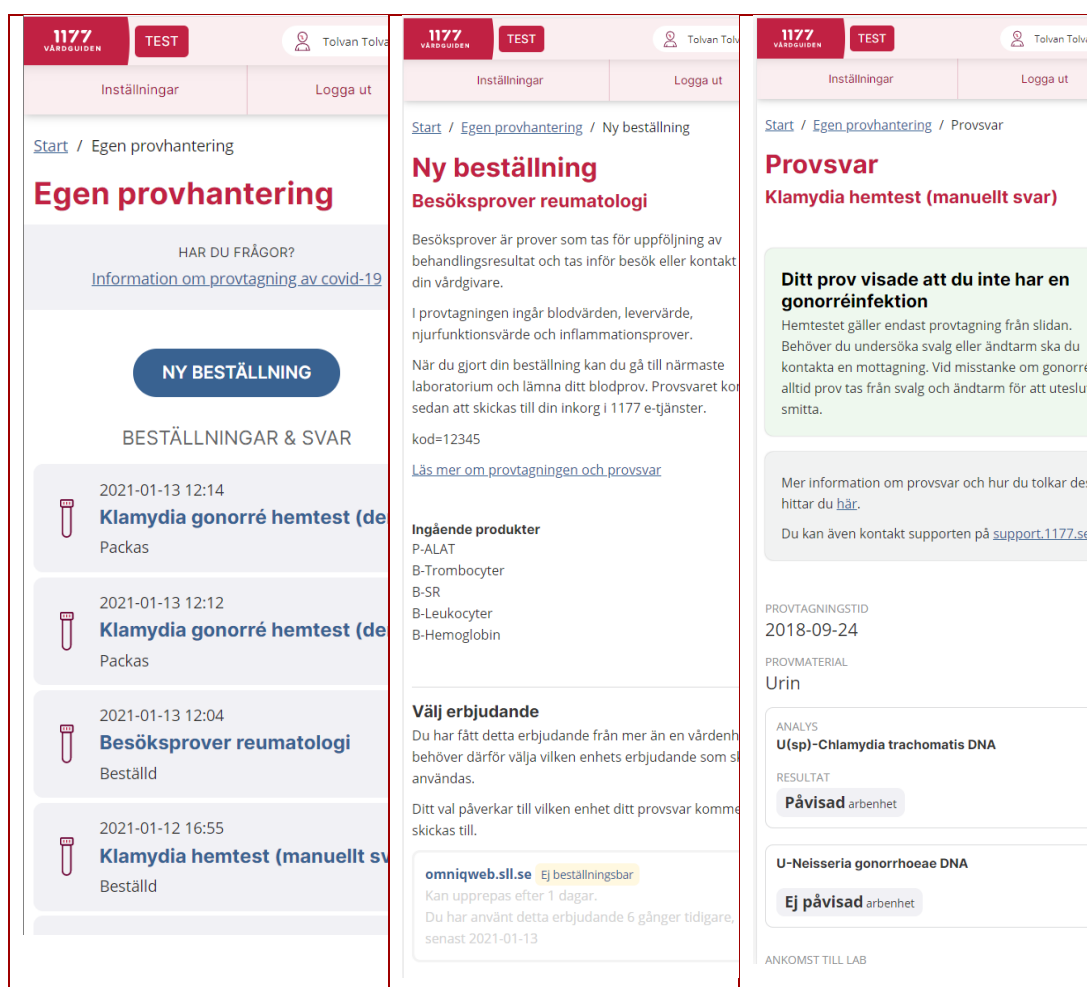 1177
VÅRDGUIDEN
TEST
Tolvan Tolva
Inställningar
Logga ut
Start / Egen provhantering
Egen provhantering
HAR DU FRÅGOR?
Information om provtagning av covid-19
NY BESTÄLLNING
BESTÄLLNINGAR & SVAR
2021-01-13 12:14
Klamydia gonorré hemtest (de
Packas
2021-01-13 12:12
Klamydia gonorré hemtest (de
Packas
2021-01-13 12:04
Besöksprover reumatologi
Beställd
2021-01-12 16:55
Klamydia hemtest (manuellt sv
Beställd
1177
VÅRDGUIDEN
TEST
Tolvan Tolv
Inställningar
Logga ut
Start / Egen provhantering / Ny beställning
Ny beställning
Besöksprover reumatologi
Besöksprover är prover som tas för uppföljning av
behandlingsresultat och tas inför besök eller kontakt
din vårdgivare.
I provtagningen ingår blodvärden, levervärde,
njurfunktionsvärde och inflammationsprover.
När du gjort din beställning kan du gå till närmaste
laboratorium och lämna ditt blodprov. Provsvaret kor
sedan att skickas till din inkorg i 1177 e-tjänster.
kod=12345
Läs mer om provtagningen och provsvar
Ingående produkter
P-ALAT
B-Trombocyter
B-SR
B-Leukocyter
B-Hemoglobin
Välj erbjudande
Du har fått detta erbjudande från mer än en vårdenh
behöver därför välja vilken enhets erbjudande som sk
användas.
Ditt val påverkar till vilken enhet ditt provsvar komme
skickas till.
omniqweb.sll.se Ej beställningsbar
Kan upprepas efter 1 dagar.
Du har använt detta erbjudande 6 gånger tidigare,
senast 2021-01-13
1177
VÅRDGUIDEN
TEST
Tolvan Tolva
Inställningar
Logga ut
Start / Egen provhantering / Provsvar
Provsvar
Klamydia hemtest (manuellt svar)
Ditt prov visade att du inte har en
gonorréinfektion
Hemtestet gäller endast provtagning från slidan.
Behöver du undersöka svalg eller ändtarm ska du
kontakta en mottagning. Vid misstanke om gonorre
alltid prov tas från svalg och ändtarm för att uteslu
smitta.
Mer information om provsvar och hur du tolkar des
hittar du här.
Du kan även kontakt supporten på support.1177.se
PROVTAGNINGSTID
2018-09-24
PROVMATERIAL
Urin
ANALYS
U(sp)-Chlamydia trachomatis DNA
RESULTAT
Påvisad arbenhet
U-Neisseria gonorrhoeae DNA
Ej påvisad arbenhet
ANKOMST TILL LAB